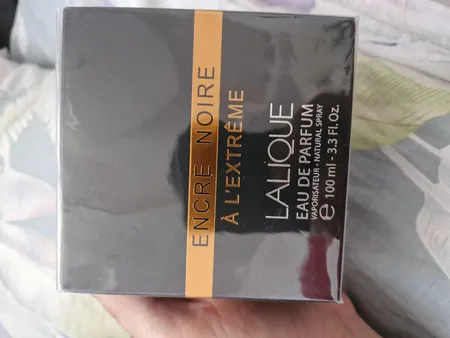 ENCRE NOIRE
À L'EXTRÊME
LALIQUE
EAU DE PARFUM
VAPORISATEUR - NATURAL SPRAY
℮ 100 ml - 3.3 Fl. Oz.